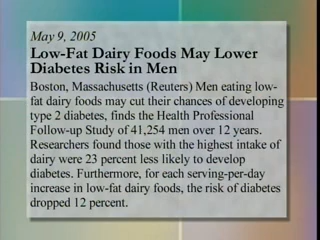 May 9, 2005
Low-Fat Dairy Foods May Lower
Diabetes Risk in Men
Boston, Massachusetts (Reuters) Men eating low-
fat dairy foods may cut their chances of developing
type 2 diabetes, finds the Health Professional
Follow-up Study of 41,254 men over 12 years.
Researchers found those with the highest intake of
dairy were 23 percent less likely to develop
diabetes. Furthermore, for each serving-per-day
increase in low-fat dairy foods, the risk of diabetes
dropped 12 percent.